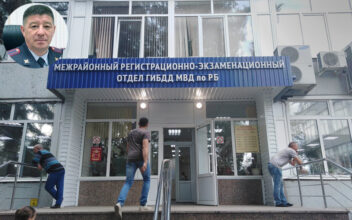 МЕЖРАЙОННЫЙ РЕГИСТРАЦИОННО-ЭКЗАМЕНАЦИОННЫЙ
ОТДЕЛ ГИБДД МВД по РБ